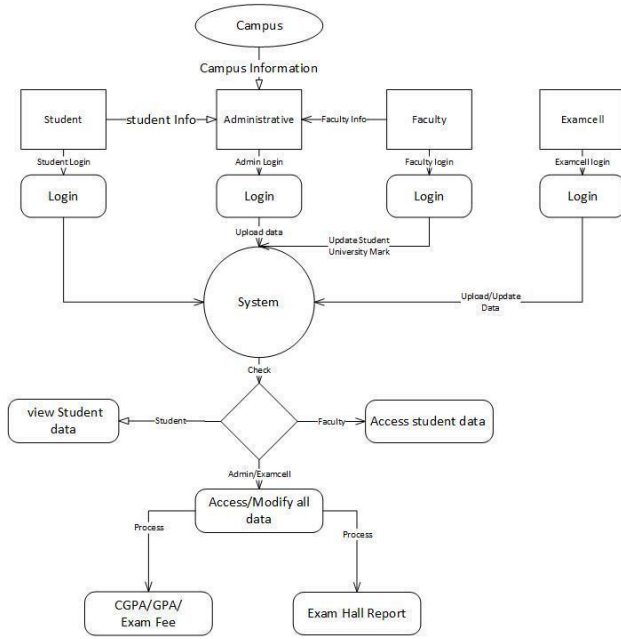 Campus
Campus Information
Student
student Info
Administrative
Faculty Info
Faculty
Examcell
Student Login
Admin Login
Faculty login
Examcell login
Login
Login
Login
Login
Upload data
Update Student
University Mark
System
Upload/Update
Data
Check
view Student
data
Student
Faculty
Access student data
Admin/Examcell
Access/Modify all
data
Process
Process
CGPA/GPA/
Exam Fee
Exam Hall Report